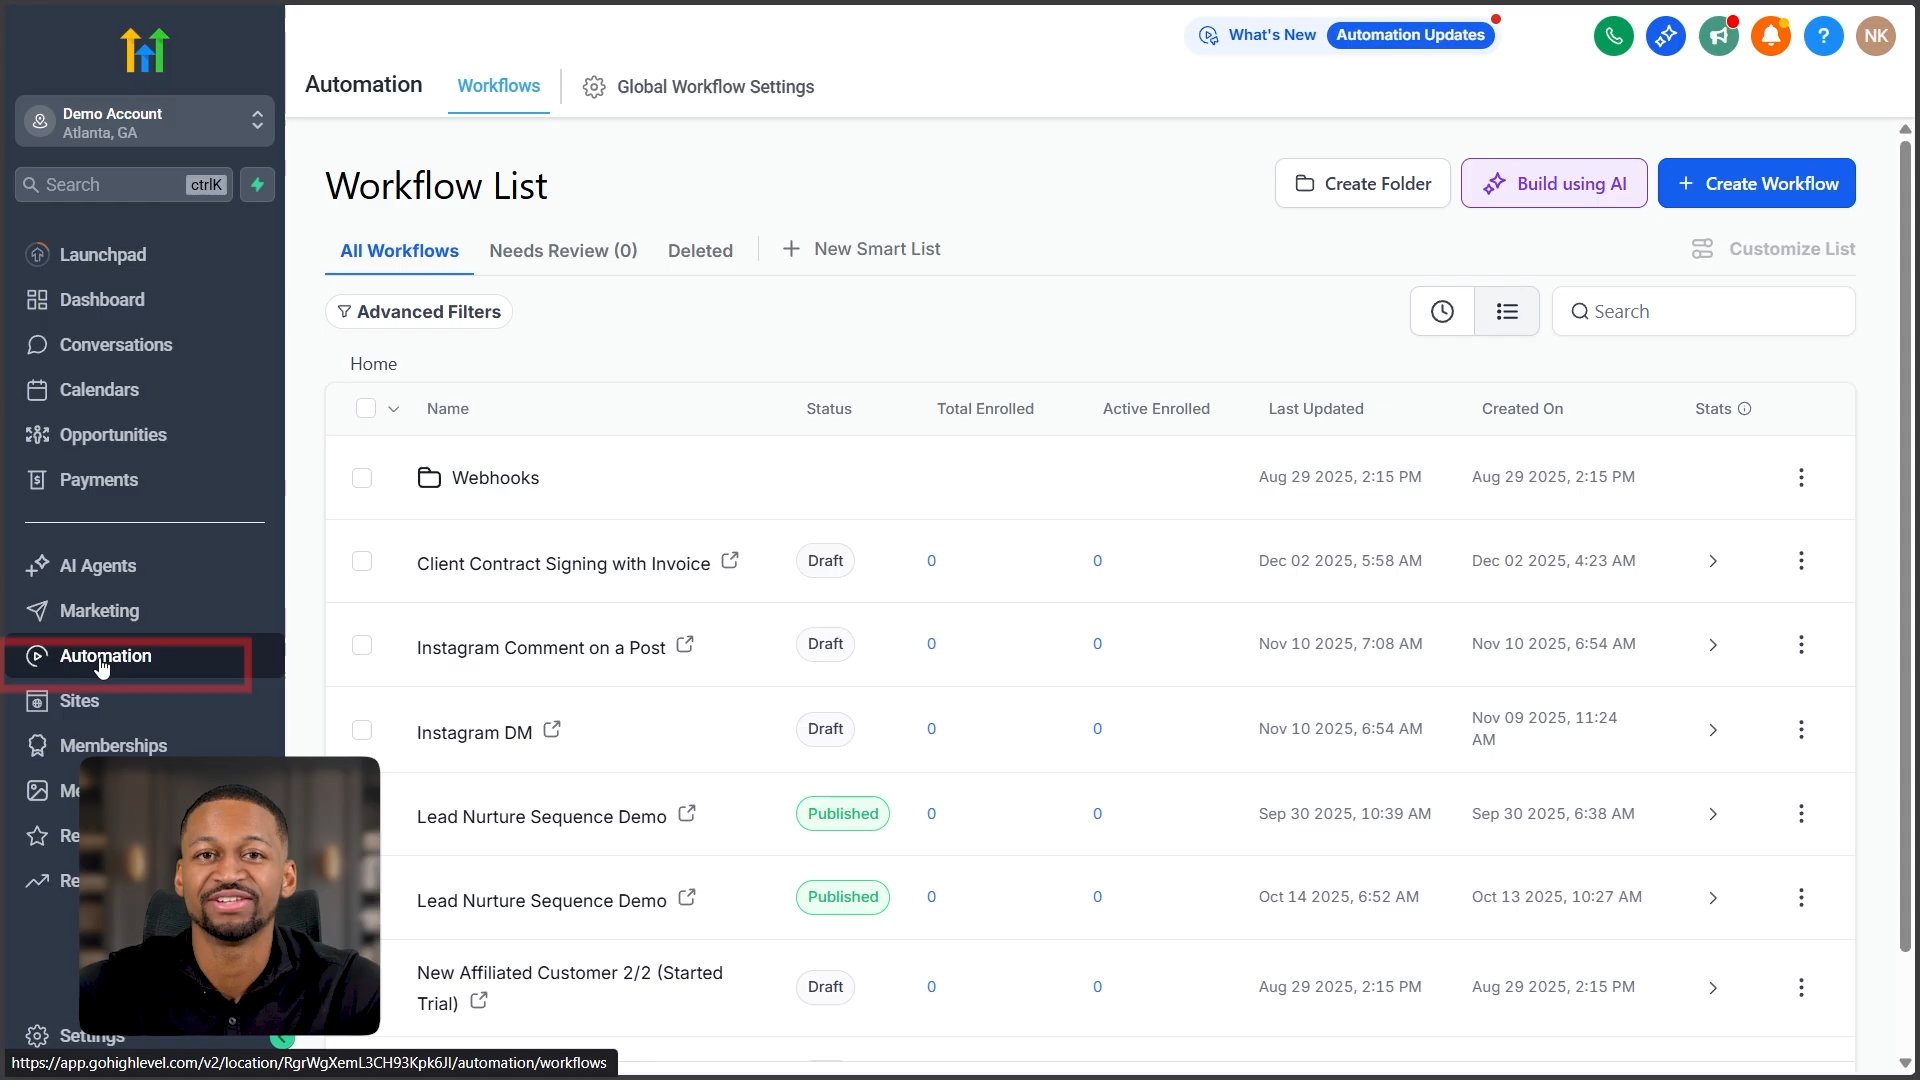 What's New
Automation Updates
NK
Demo Account
Atlanta, GA
Search
ctrlK
Launchpad
Dashboard
Conversations
Calendars
Opportunities
Payments
AI Agents
Marketing
Automation
Sites
Memberships
Me
Re
Re
Settings
Automation
Workflows
Global Workflow Settings
Workflow List
Create Folder
Build using AI
+ Create Workflow
All Workflows
Needs Review (0)
Deleted
+ New Smart List
Customize List
Advanced Filters
Search
Home
Name Status Total Enrolled Active Enrolled Last Updated Created On Stats
Webhooks Aug 29 2025, 2:15 PM Aug 29 2025, 2:15 PM
Client Contract Signing with Invoice Draft 0 0 Dec 02 2025, 5:58 AM Dec 02 2025, 4:23 AM
Instagram Comment on a Post Draft 0 0 Nov 10 2025, 7:08 AM Nov 10 2025, 6:54 AM
Instagram DM Draft 0 0 Nov 10 2025, 6:54 AM Nov 09 2025, 11:24
AM
Lead Nurture Sequence Demo Published 0 0 Sep 30 2025, 10:39 AM Sep 30 2025, 6:38 AM
Lead Nurture Sequence Demo Published 0 0 Oct 14 2025, 6:52 AM Oct 13 2025, 10:27 AM
New Affiliated Customer 2/2 (Started
Trial) Draft 0 0 Aug 29 2025, 2:15 PM Aug 29 2025, 2:15 PM
https://app.gohighlevel.com/v2/location/RgrWgXemL3CH93Kpk6JI/automation/workflows